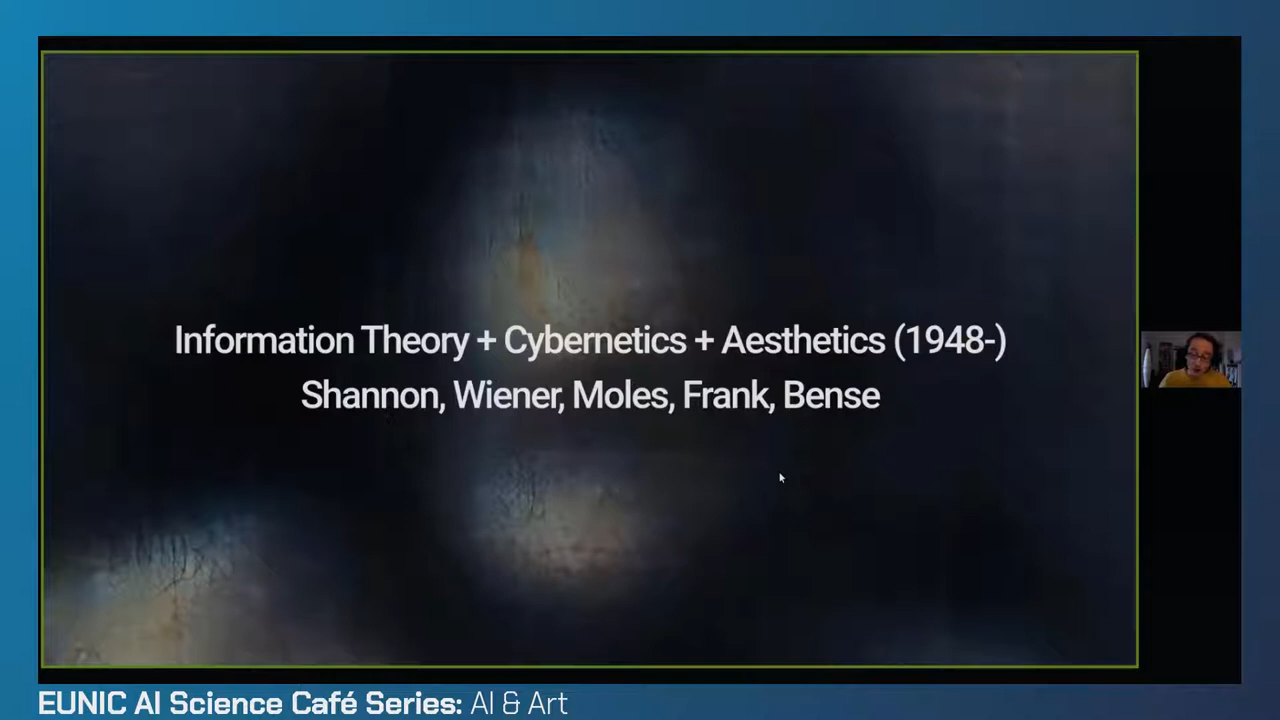 Information Theory + Cybernetics + Aesthetics (1948-)
Shannon, Wiener, Moles, Frank, Bense
EUNIC AI Science Café Series: AI & Art